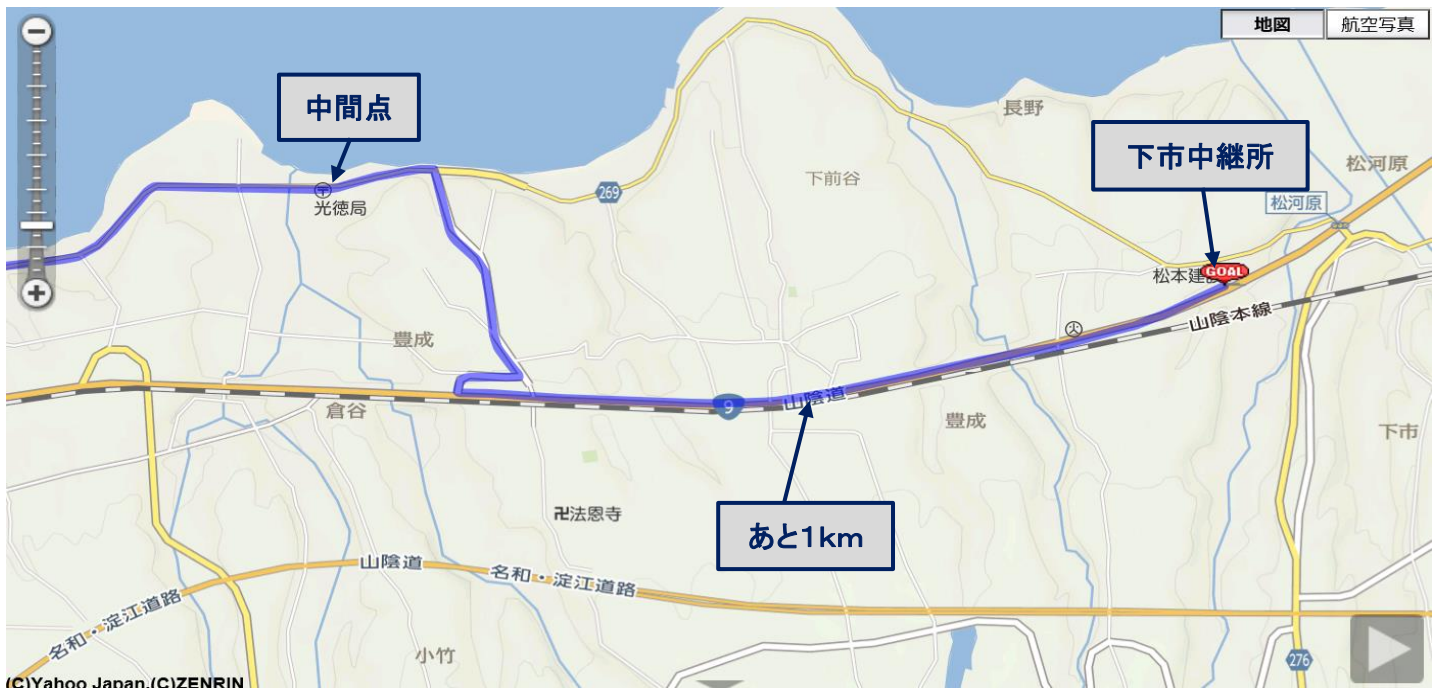 地図
航空写真
中間点
長野
下市中継所
松河原
下前谷
269
松河原
光徳局
GOAL
山陰本線
豊成
山陰道
9
倉谷
豊成
下市
卍法恩寺
あと1km
山陰道
名和・淀江道路
名和・淀江道路
小竹
276
(C)Yahoo Japan,(C)ZENRIN